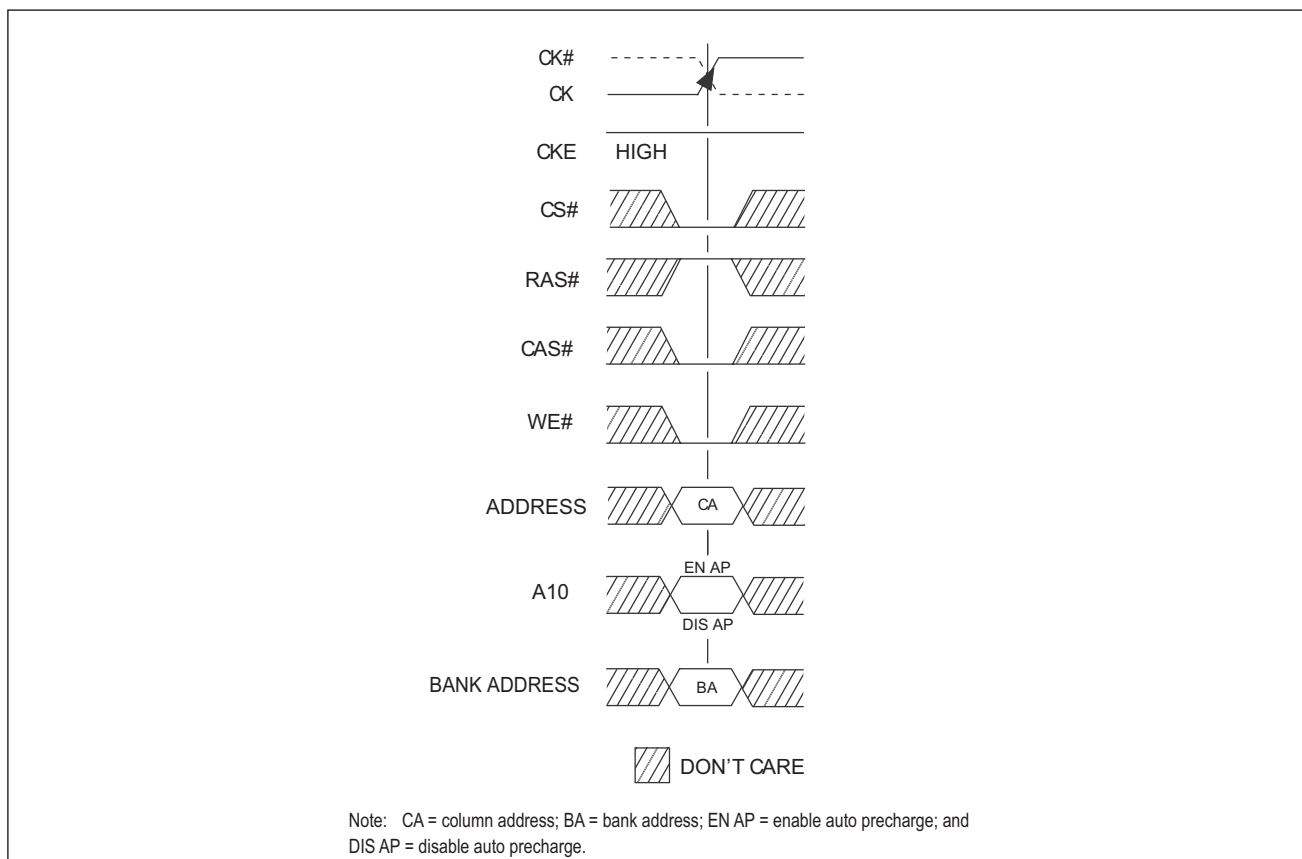 CK#
CK
CKE HIGH
CS#
RAS#
CAS#
WE#
ADDRESS CA
EN AP
A10
DIS AP
BANK ADDRESS BA
DON'T CARE
Note: CA = column address; BA = bank address; EN AP = enable auto precharge; and
DIS AP = disable auto precharge.